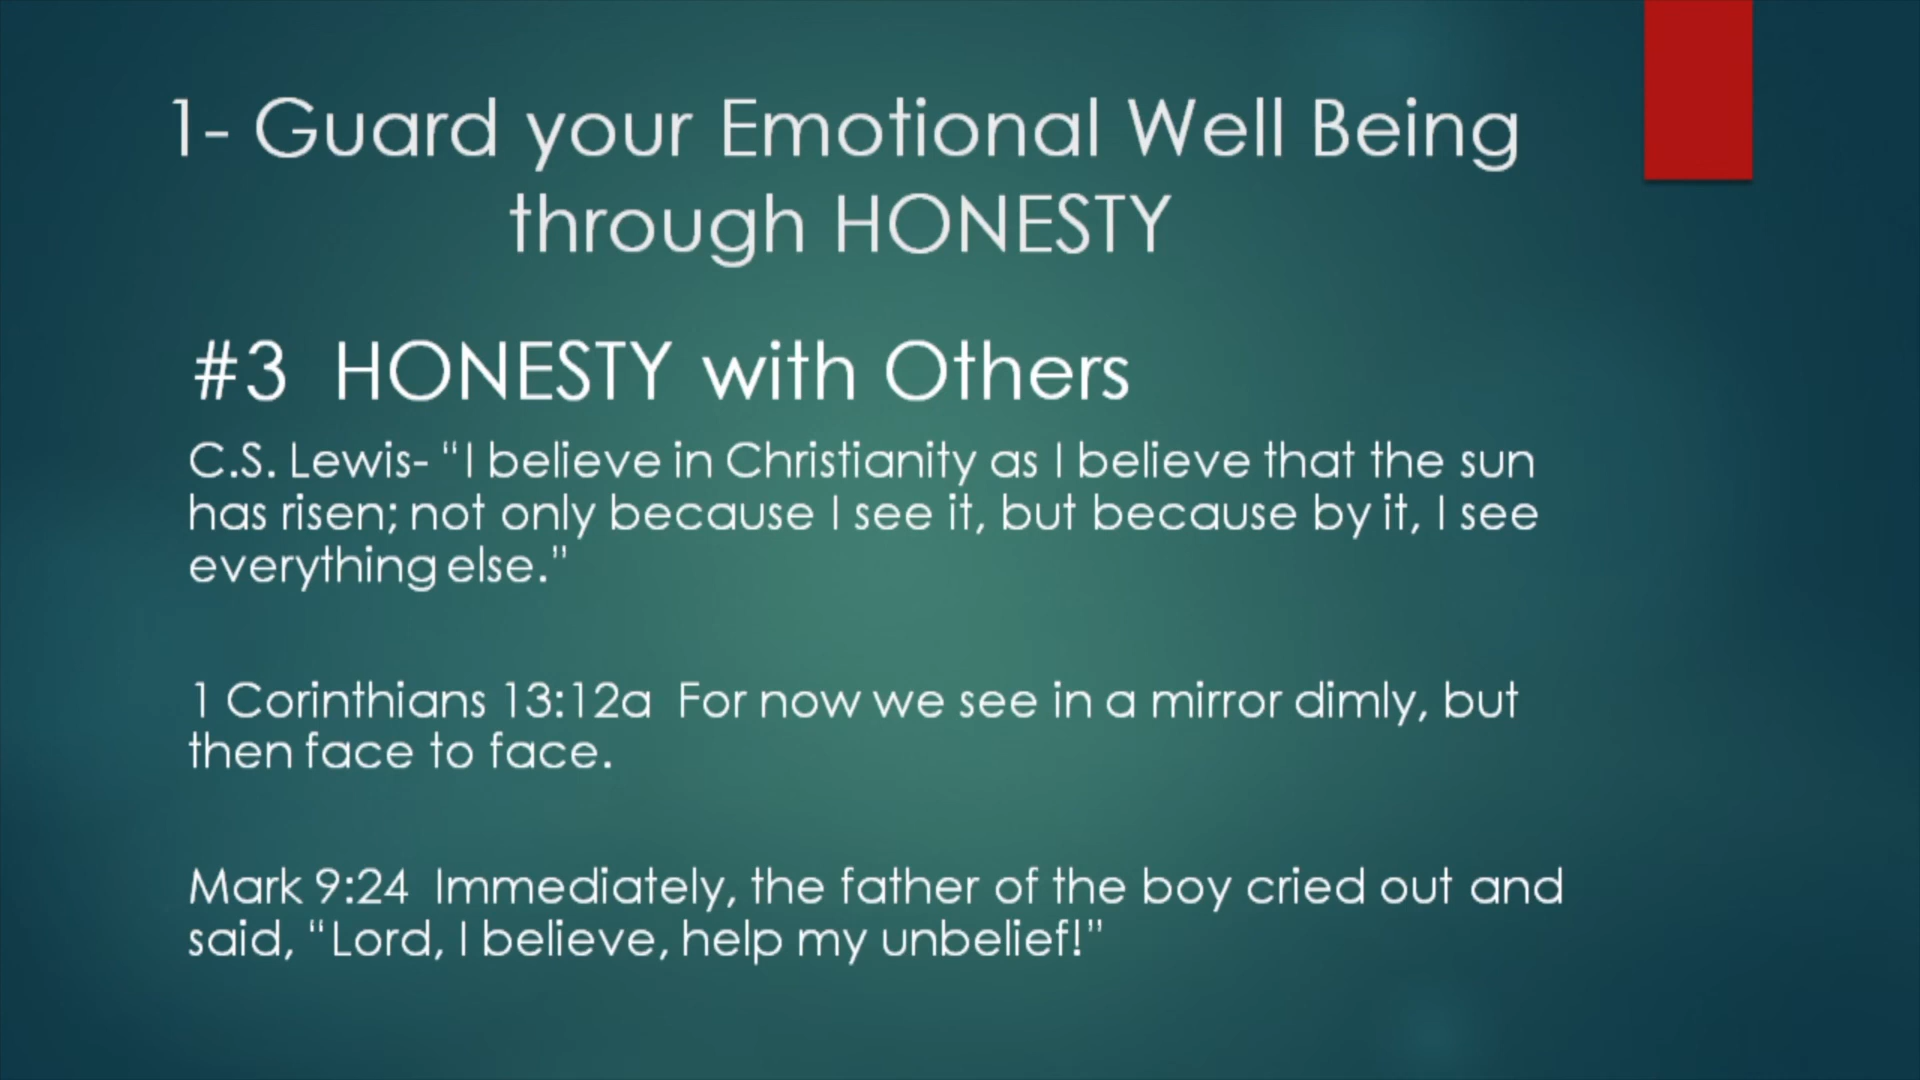 1- Guard your Emotional Well Being
through HONESTY
#3  HONESTY with Others
C.S. Lewis- “I believe in Christianity as I believe that the sun
has risen; not only because I see it, but because by it, I see
everything else.”
1 Corinthians 13:12a  For now we see in a mirror dimly, but
then face to face.
Mark 9:24  Immediately, the father of the boy cried out and
said, “Lord, I believe, help my unbelief!”